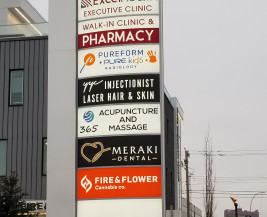 EXECUTIVE CLINIC
WALK-IN CLINIC &
PHARMACY
PUREFORM
PURE kids
RADIOLOGY
yyc INJECTIONIST
LASER HAIR & SKIN
365
ACUPUNCTURE
AND
MASSAGE
MERAKI
DENTAL
FIRE & FLOWER
Cannabis co.